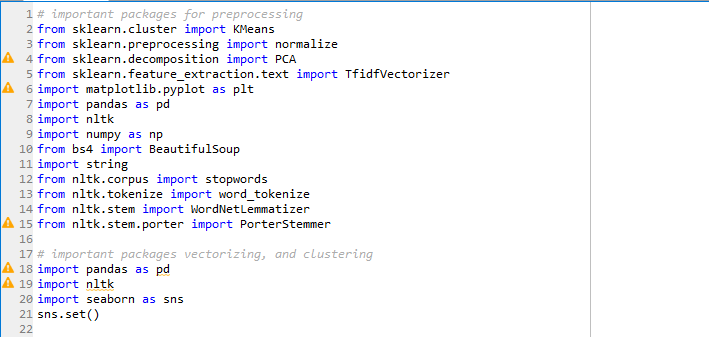 1 # important packages for preprocessing
2 from sklearn.cluster import KMeans
3 from sklearn.preprocessing import normalize
4 from sklearn.decomposition import PCA
5 from sklearn.feature_extraction.text import TfidfVectorizer
6 import matplotlib.pyplot as plt
7 import pandas as pd
8 import nltk
9 import numpy as np
10 from bs4 import BeautifulSoup
11 import string
12 from nltk.corpus import stopwords
13 from nltk.tokenize import word_tokenize
14 from nltk.stem import WordNetLemmatizer
15 from nltk.stem.porter import PorterStemmer
16
17 # important packages vectorizing, and clustering
18 import pandas as pd
19 import nltk
20 import seaborn as sns
21 sns.set()
22